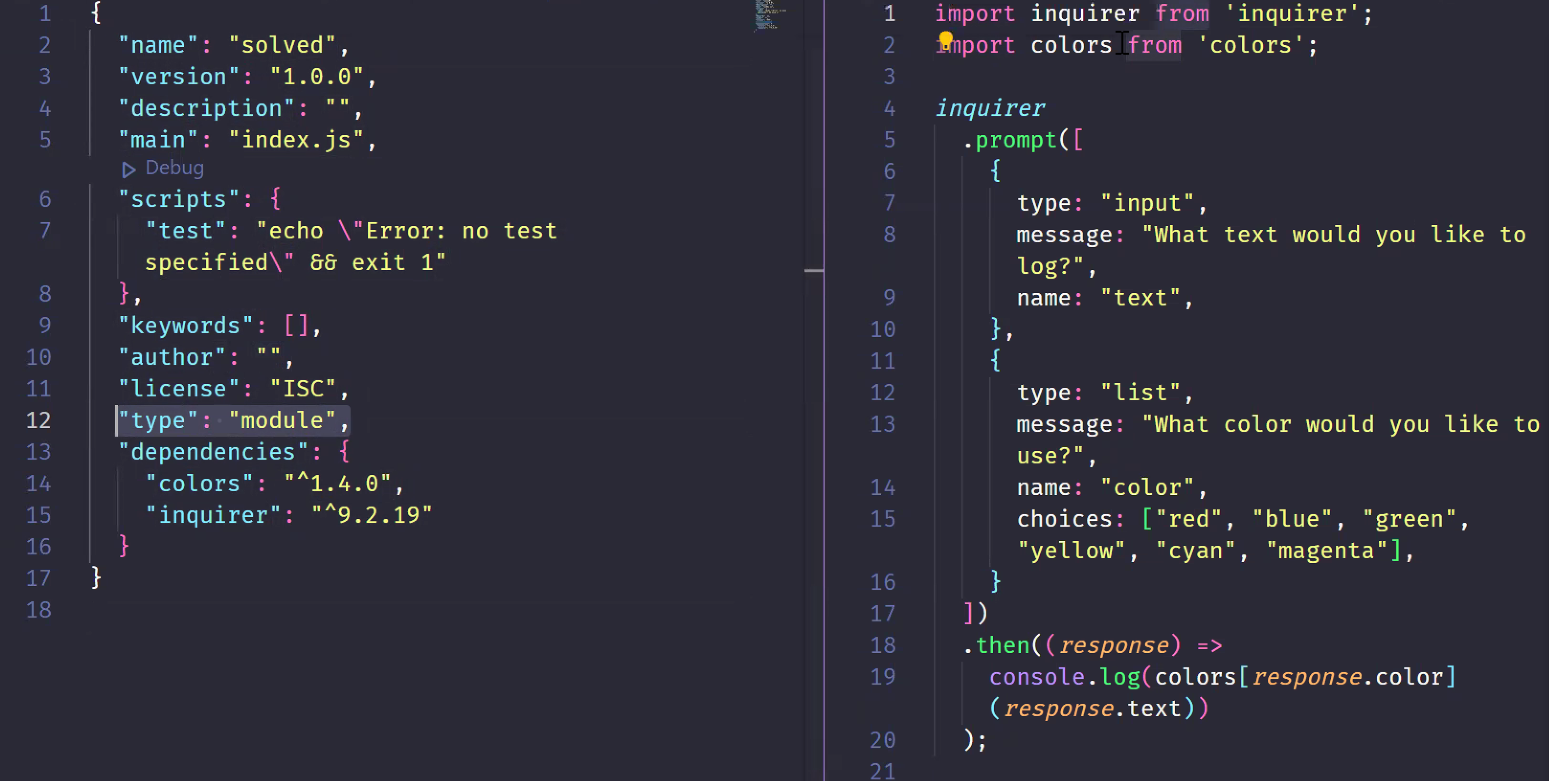 1 {
2 "name": "solved",
3 "version": "1.0.0",
4 "description": "",
5 "main": "index.js",
Debug
6 "scripts": {
7 "test": "echo \"Error: no test
specified\" && exit 1"
8 },
9 "keywords": [],
10 "author": "",
11 "license": "ISC",
12 "type": "module",
13 "dependencies": {
14 "colors": "^1.4.0",
15 "inquirer": "^9.2.19"
16 }
17 }
18
1 import inquirer from 'inquirer';
2 import colors from 'colors';
3
4 inquirer
5 .prompt([
6 {
7 type: "input",
8 message: "What text would you like to
log?",
9 name: "text",
10 },
11 {
12 type: "list",
13 message: "What color would you like to
use?",
14 name: "color",
15 choices: ["red", "blue", "green",
"yellow", "cyan", "magenta"],
16 }
17 ])
18 .then((response) =>
19 console.log(colors[response.color]
(response.text))
20 );
21